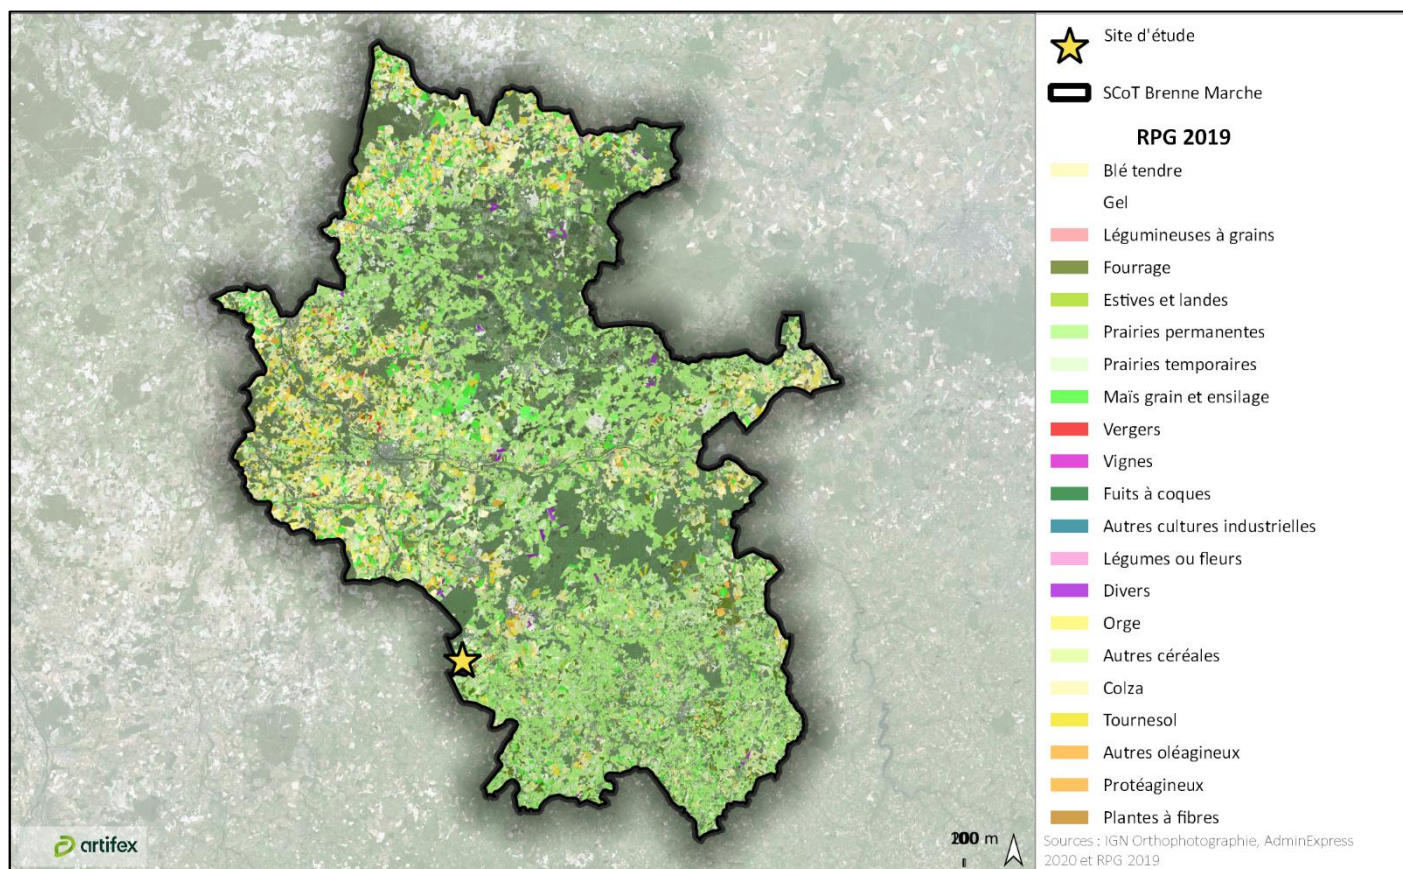 Site d'étude
SCoT Brenne Marche
RPG 2019
Blé tendre
Gel
Légumineuses à grains
Fourrage
Estives et landes
Prairies permanentes
Prairies temporaires
Maïs grain et ensilage
Vergers
Vignes
Fuits à coques
Autres cultures industrielles
Légumes ou fleurs
Divers
Orge
Autres céréales
Colza
Tournesol
Autres oléagineux
Protéagineux
Plantes à fibres
Sources : IGN Orthophotographie, AdminExpress
2020 et RPG 2019
artifex
m